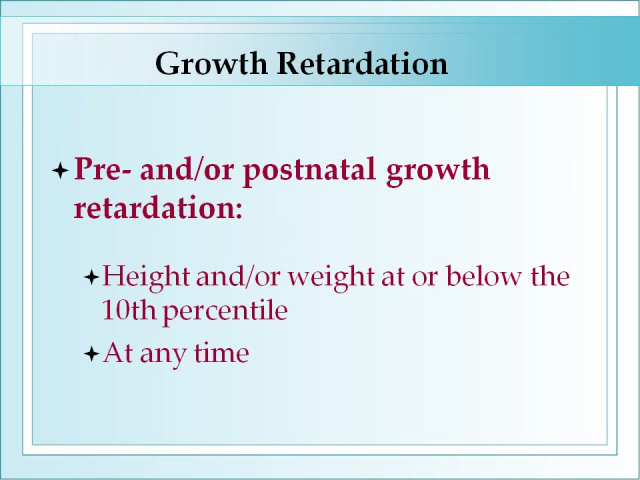 Growth Retardation
Pre- and/or postnatal growth
retardation:
Height and/or weight at or below the
10th percentile
At any time